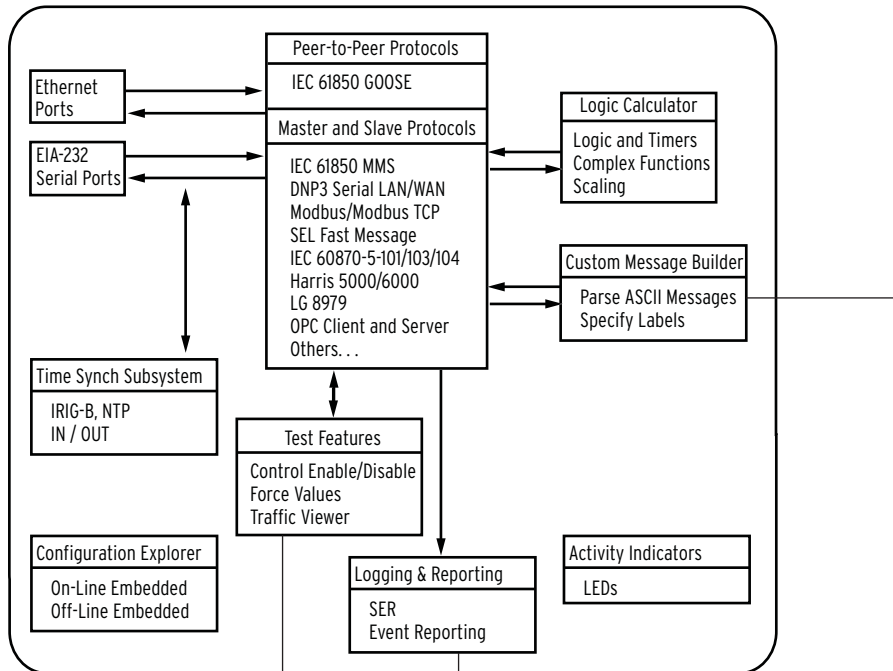 Peer-to-Peer Protocols
IEC 61850 GOOSE
Master and Slave Protocols
IEC 61850 MMS
DNP3 Serial LAN/WAN
Modbus/Modbus TCP
SEL Fast Message
IEC 60870-5-101/103/104
Harris 5000/6000
LG 8979
OPC Client and Server
Others. . .
Ethernet
Ports
EIA-232
Serial Ports
Logic Calculator
Logic and Timers
Complex Functions
Scaling
Custom Message Builder
Parse ASCII Messages
Specify Labels
Time Synch Subsystem
IRIG-B, NTP
IN / OUT
Test Features
Control Enable/Disable
Force Values
Traffic Viewer
Configuration Explorer
On-Line Embedded
Off-Line Embedded
Logging & Reporting
SER
Event Reporting
Activity Indicators
LEDs